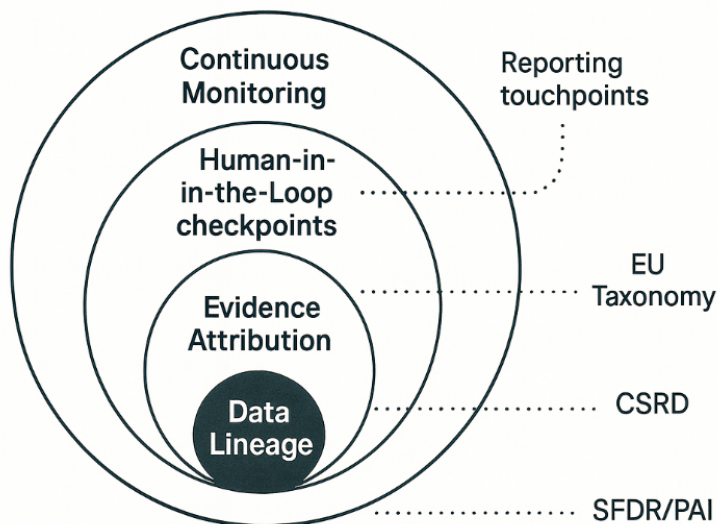 Continuous
Monitoring
Reporting
touchpoints
Human-in-
in-the-Loop
checkpoints
EU
Taxonomy
Evidence
Attribution
CSRD
Data
Lineage
SFDR/PAI